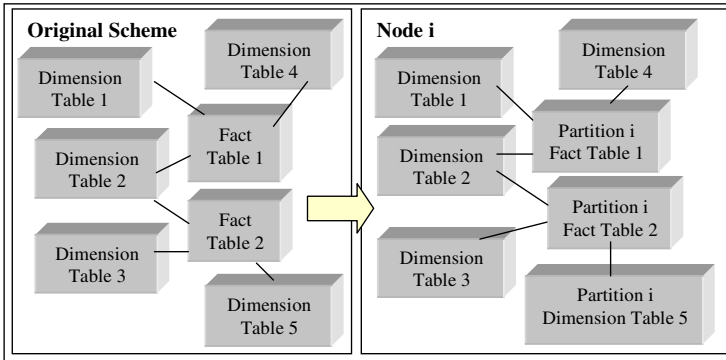 Original Scheme
Dimension
Table 4
Dimension
Table 1
Fact
Table 1
Dimension
Table 2
Fact
Table 2
Dimension
Table 3
Dimension
Table 5
Node i
Dimension
Table 4
Dimension
Table 1
Partition i
Fact Table 1
Dimension
Table 2
Partition i
Fact Table 2
Dimension
Table 3
Partition i
Dimension Table 5